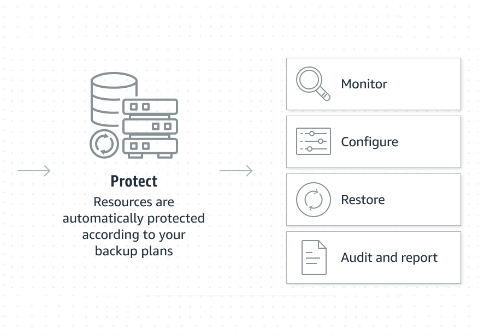 Protect
Resources are
automatically protected
according to your
backup plans
Monitor
Configure
Restore
Audit and report